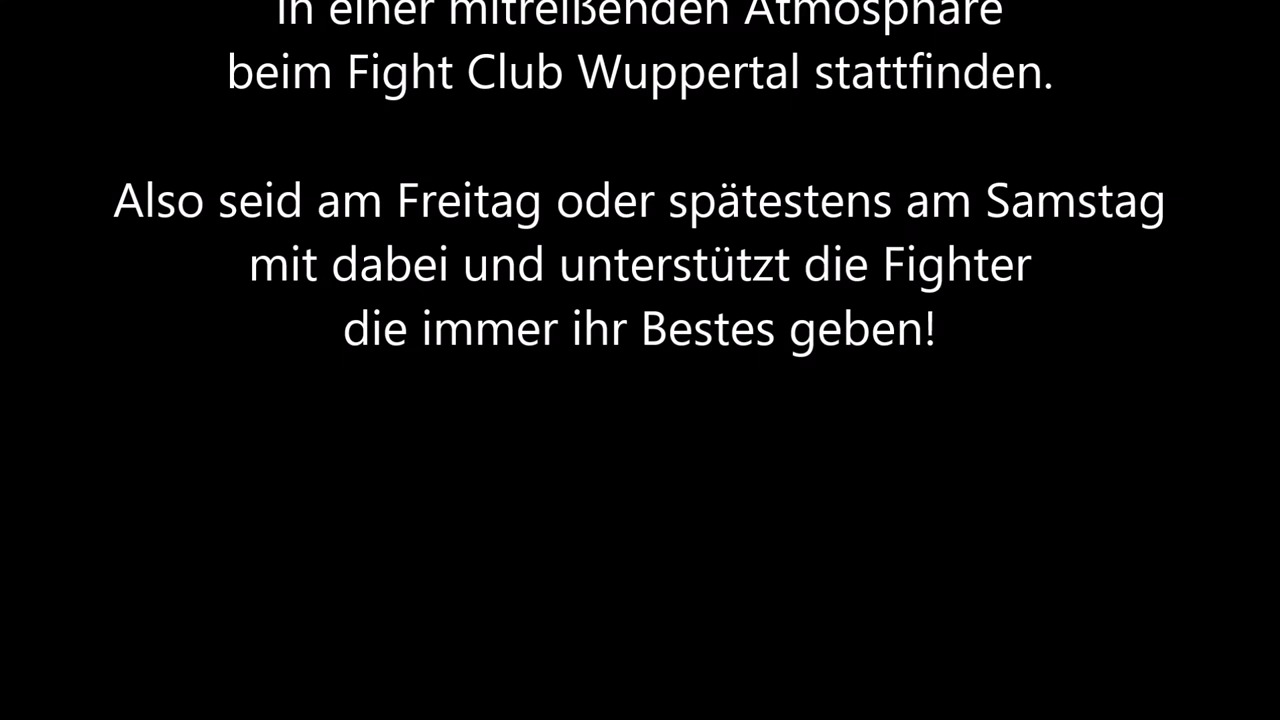 in einer mitreißenden Atmosphäre
beim Fight Club Wuppertal stattfinden.
Also seid am Freitag oder spätestens am Samstag
mit dabei und unterstützt die Fighter
die immer ihr Bestes geben!